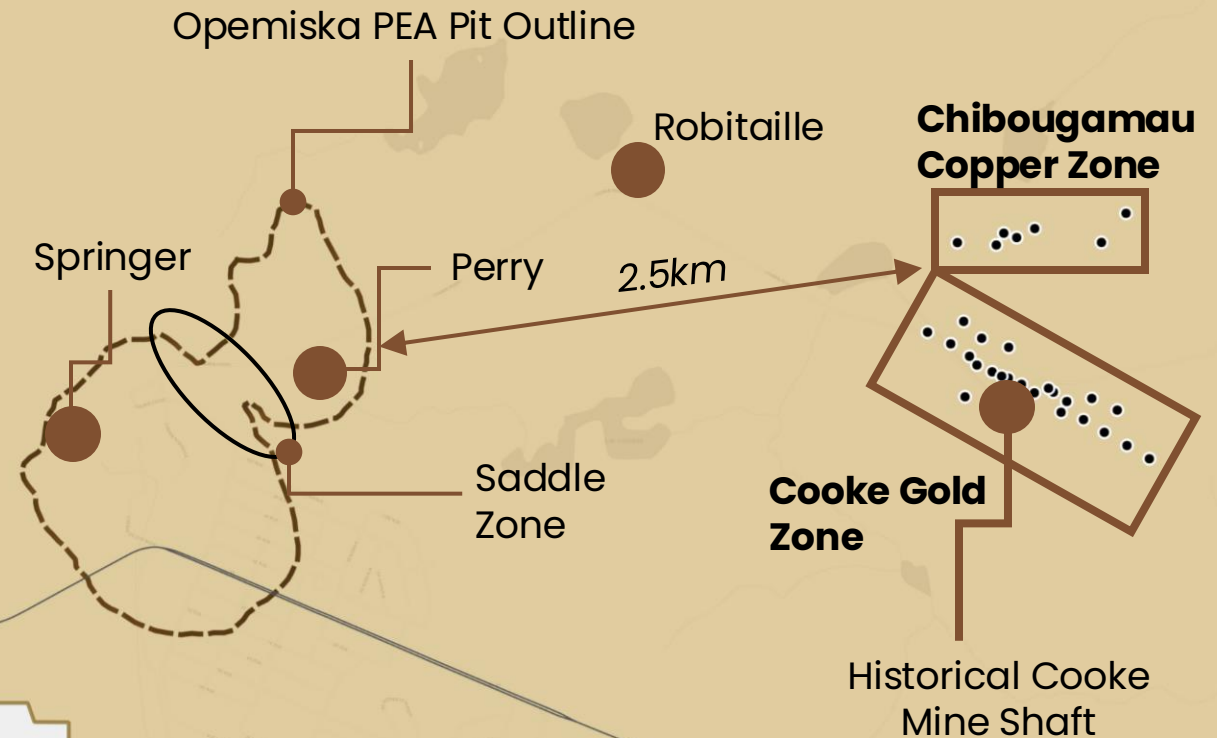 Opemiska PEA Pit Outline
Robitaille
Chibougamau
Copper Zone
Springer
Perry
2.5km
Saddle
Zone
Cooke Gold
Zone
Historical Cooke
Mine Shaft